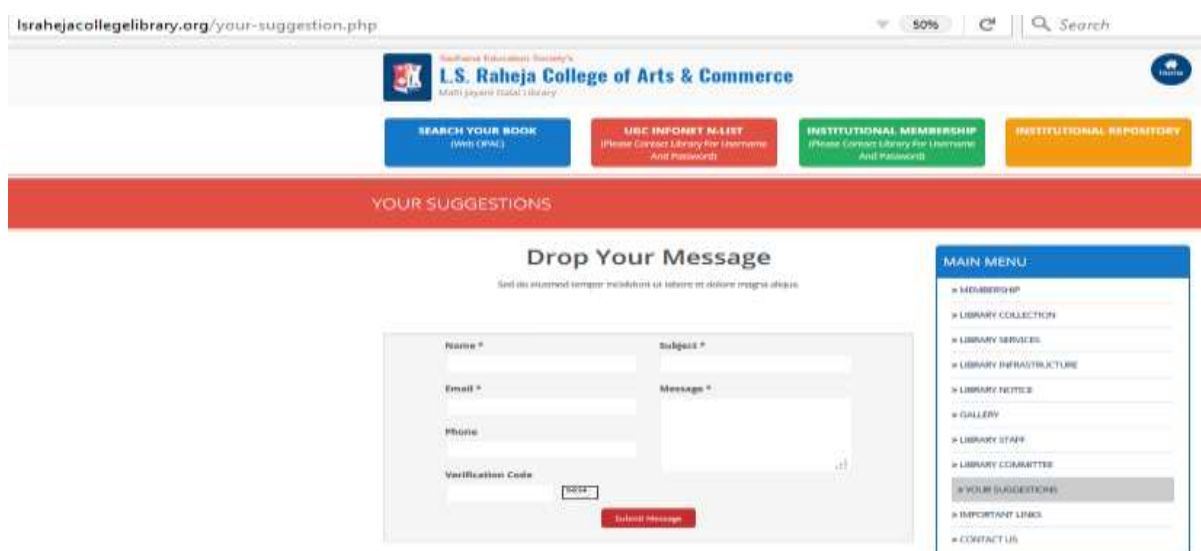 lsrahejacollegelibrary.org/your-suggestion.php
50%
Search
Sadhana Education Society's
L.S. Raheja College of Arts & Commerce
Home
SEARCH YOUR BOOK
(Web OPAC)
UGC INFONET N-LIST
(Please Contact Library For Username
And Password)
INSTITUTIONAL MEMBERSHIP
(Please Contact Library For Username
And Password)
INSTITUTIONAL REPOSITORY
YOUR SUGGESTIONS
Drop Your Message
Sed do eiusmod tempor incididunt ut labore et dolore magna aliqua.
Name *
Subject *
Email *
Message *
Phone
Verification Code
Submit Message
MAIN MENU
» MEMBERSHIP
» LIBRARY COLLECTION
» LIBRARY SERVICES
» LIBRARY INFRASTRUCTURE
» LIBRARY NOTICE
» GALLERY
» LIBRARY STAFF
» LIBRARY COMMITTEE
» YOUR SUGGESTIONS
» IMPORTANT LINKS
» CONTACT US